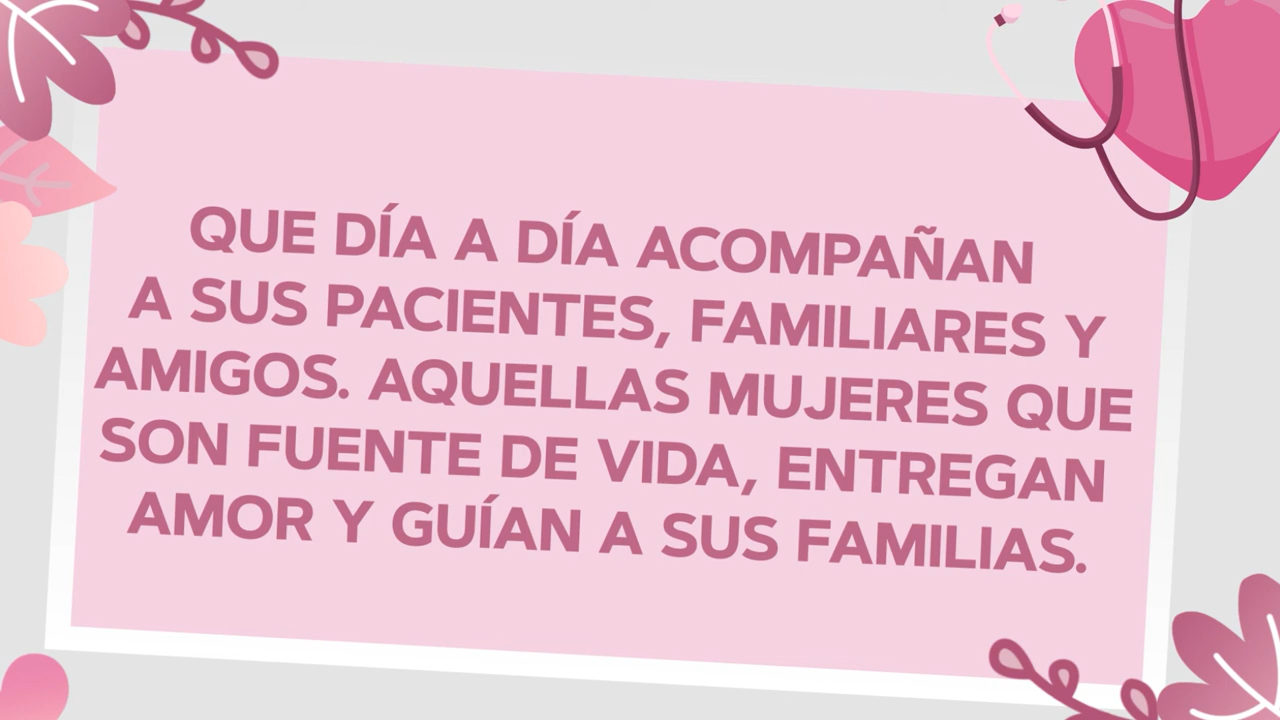 QUE DÍA A DÍA ACOMPAÑAN
A SUS PACIENTES, FAMILIARES Y
AMIGOS. AQUELLAS MUJERES QUE
SON FUENTE DE VIDA, ENTREGAN
AMOR Y GUÍAN A SUS FAMILIAS.